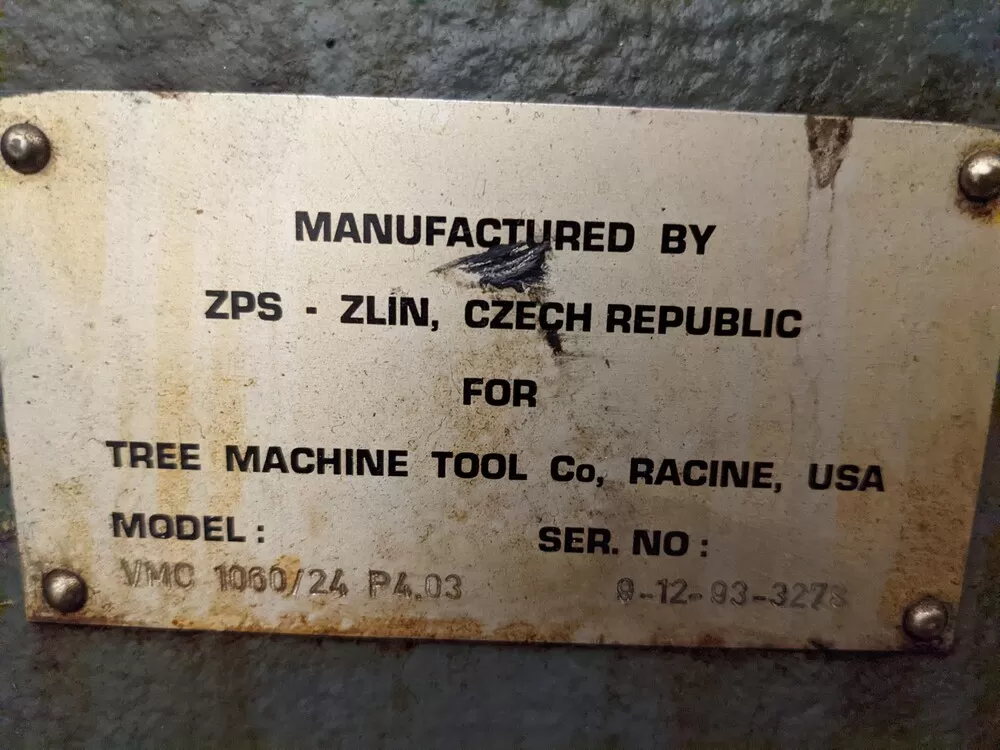 MANUFACTURED BY
ZPS - ZLÍN, CZECH REPUBLIC
FOR
TREE MACHINE TOOL Co, RACINE, USA
MODEL: SER. NO:
VMC 1060/24 P4.03 9-12-93-3278